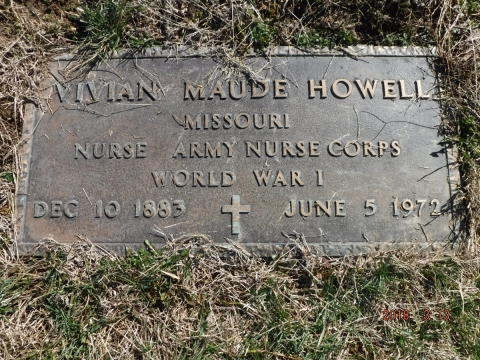 VIVIAN MAUDE HOWELL
MISSOURI
NURSE ARMY NURSE CORPS
WORLD WAR I
DEC 10 1883 JUNE 5 1972